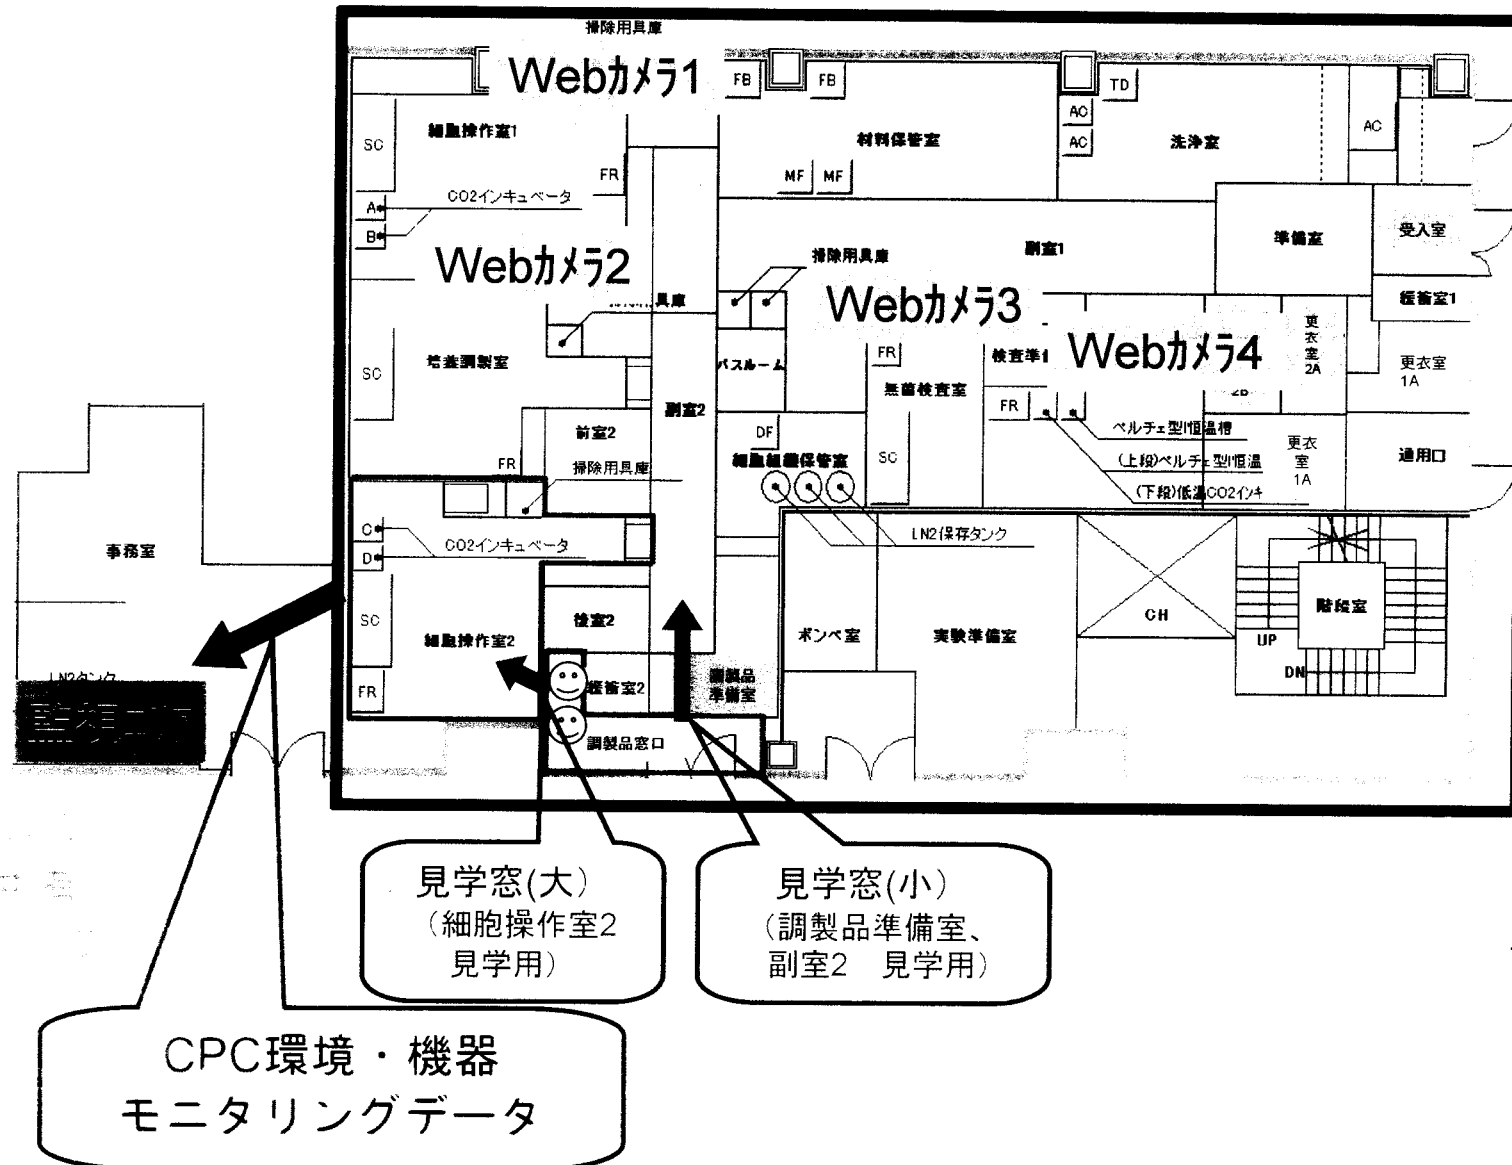 掃除用具庫
Webカメラ1
FB
FB
TD
AC
AC
AC
SC
細胞操作室1
材料保管室
洗浄室
FR
MF
MF
A
CO2インキュベータ
B
Webカメラ2
掃除用具庫
副室1
準備室
受入室
具庫
Webカメラ3
緩衝室1
Webカメラ4
更衣室2A
SC
培養調製室
パスルーム
FR
検査準備
2B
更衣室
1A
無菌検査室
副室2
FR
前室2
DF
ペルチェ型恒温槽
細胞組織保管室
SC
更衣室
1A
通用口
FR
掃除用具庫
(上段)ペルチェ型恒温
(下段)低温CO2インキ
C
事務室
CO2インキュベータ
LN2保存タンク
D
SC
後室2
細胞操作室2
ボンベ室
実験準備室
CH
階段室
UP
DN
LN2タンク
FR
緩衝室2
調製品
準備室
調製品窓口
見学窓(大)
(細胞操作室2
見学用)
見学窓(小)
(調製品準備室、
副室2 見学用)
CPC環境・機器
モニタリングデータ